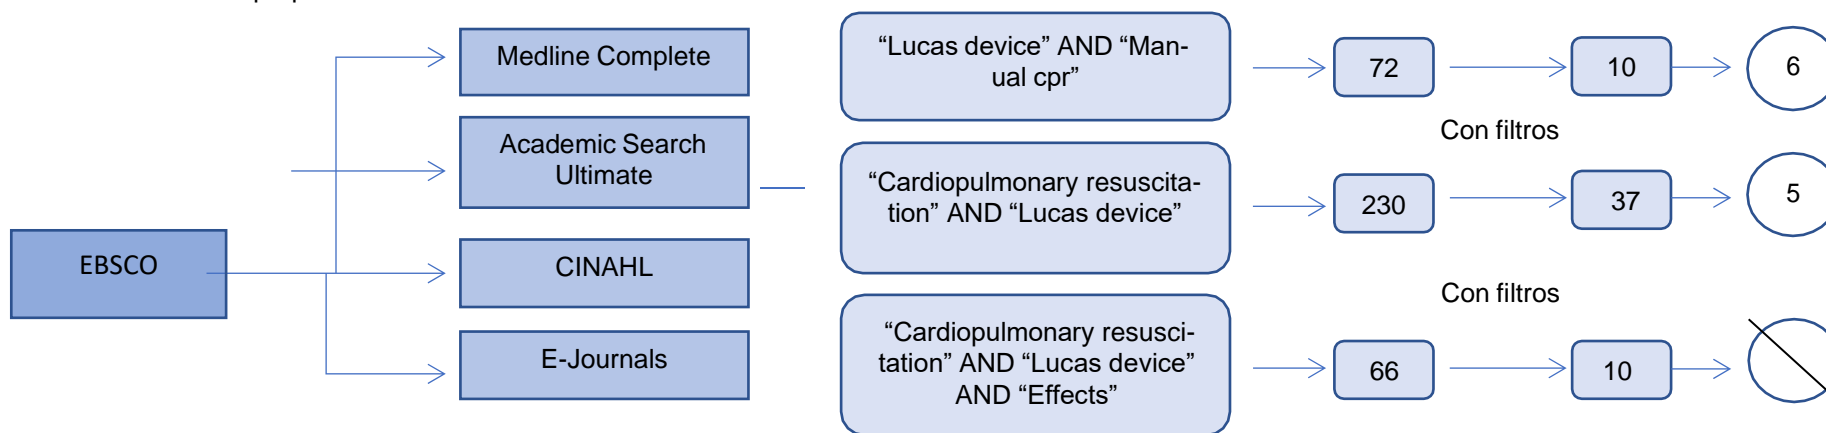 EBSCO
Medline Complete
Academic Search
Ultimate
CINAHL
E-Journals
“Lucas device” AND “Man-
ual cpr”
72
10
6
Con filtros
“Cardiopulmonary resuscita-
tion” AND “Lucas device”
230
37
5
Con filtros
“Cardiopulmonary resusci-
tation” AND “Lucas device”
AND “Effects”
66
10